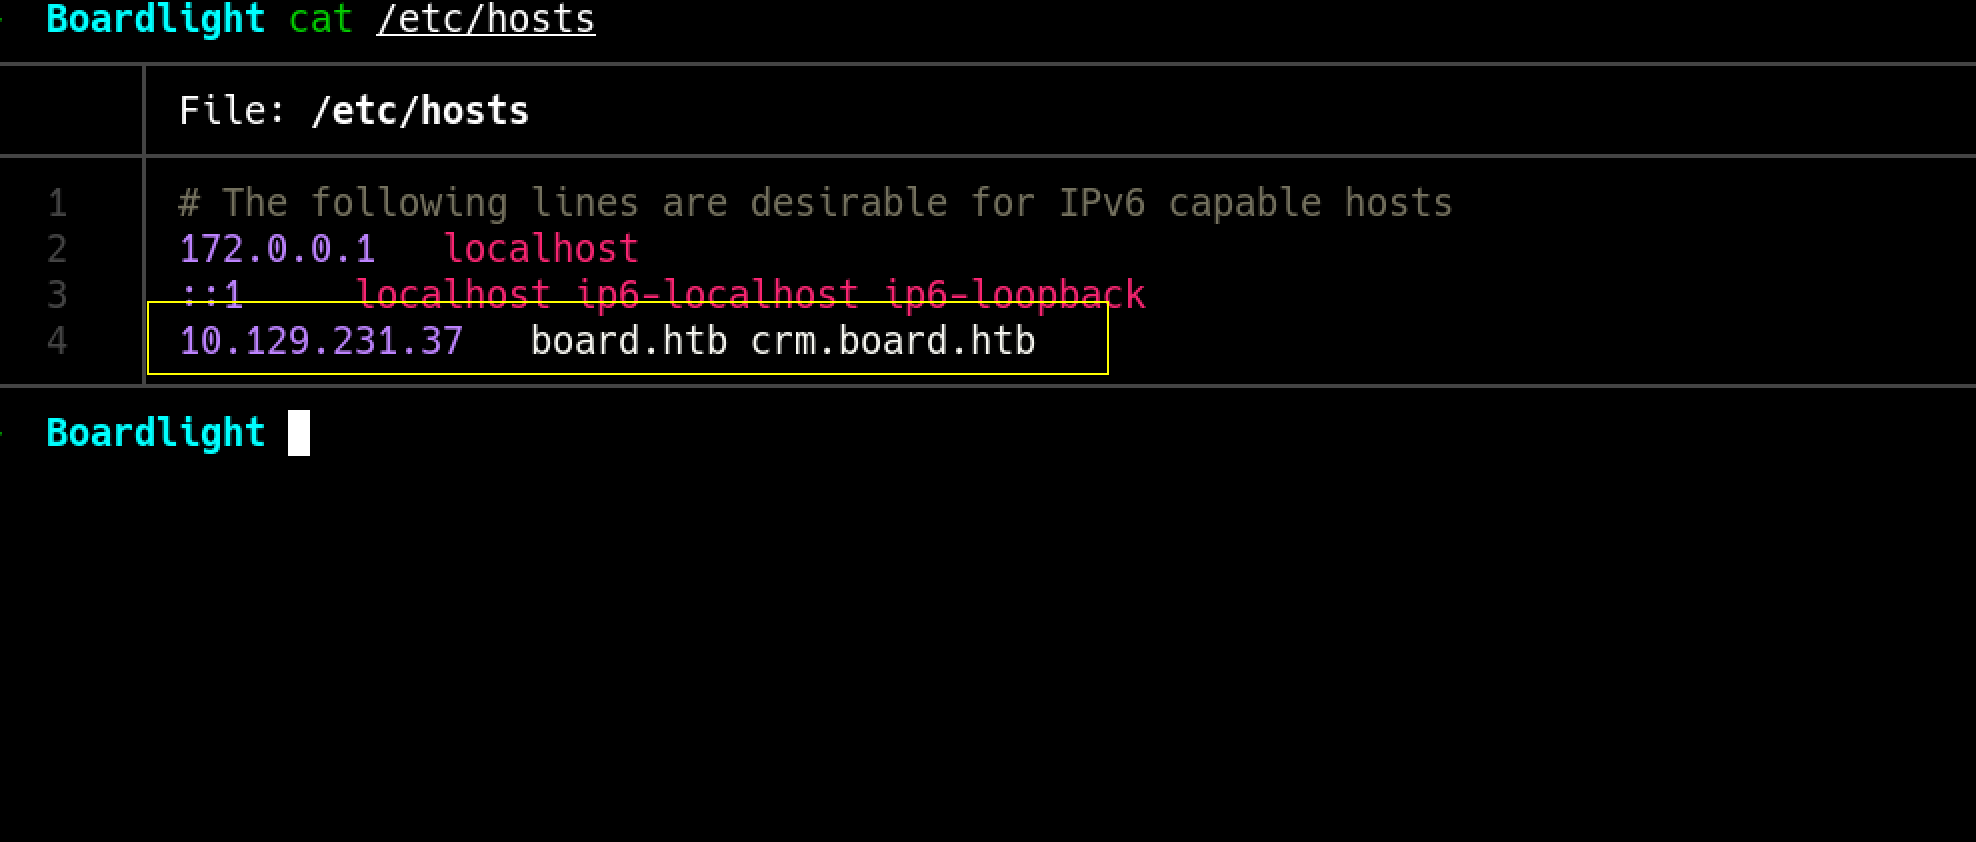 Boardlight cat /etc/hosts
File: /etc/hosts
1 # The following lines are desirable for IPv6 capable hosts
2 172.0.0.1 localhost
3 ::1 localhost ip6-localhost ip6-loopback
4 10.129.231.37 board.htb crm.board.htb
Boardlight